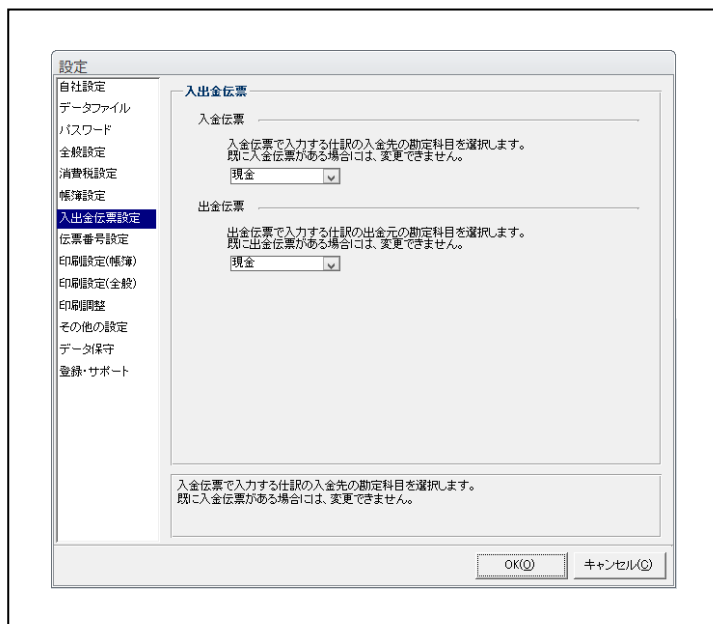 設定
自社設定
データファイル
パスワード
全般設定
消費税設定
帳簿設定
入出金伝票設定
伝票番号設定
印刷設定(帳簿)
印刷設定(全般)
印刷調整
その他の設定
データ保守
登録・サポート
入出金伝票
入金伝票
入金伝票で入力する仕訳の入金先の勘定科目を選択します。
既に入金伝票がある場合には、変更できません。
現金
出金伝票
出金伝票で入力する仕訳の出金元の勘定科目を選択します。
既に出金伝票がある場合には、変更できません。
現金
入金伝票で入力する仕訳の入金先の勘定科目を選択します。
既に入金伝票がある場合には、変更できません。
OK(O)
キャンセル(C)